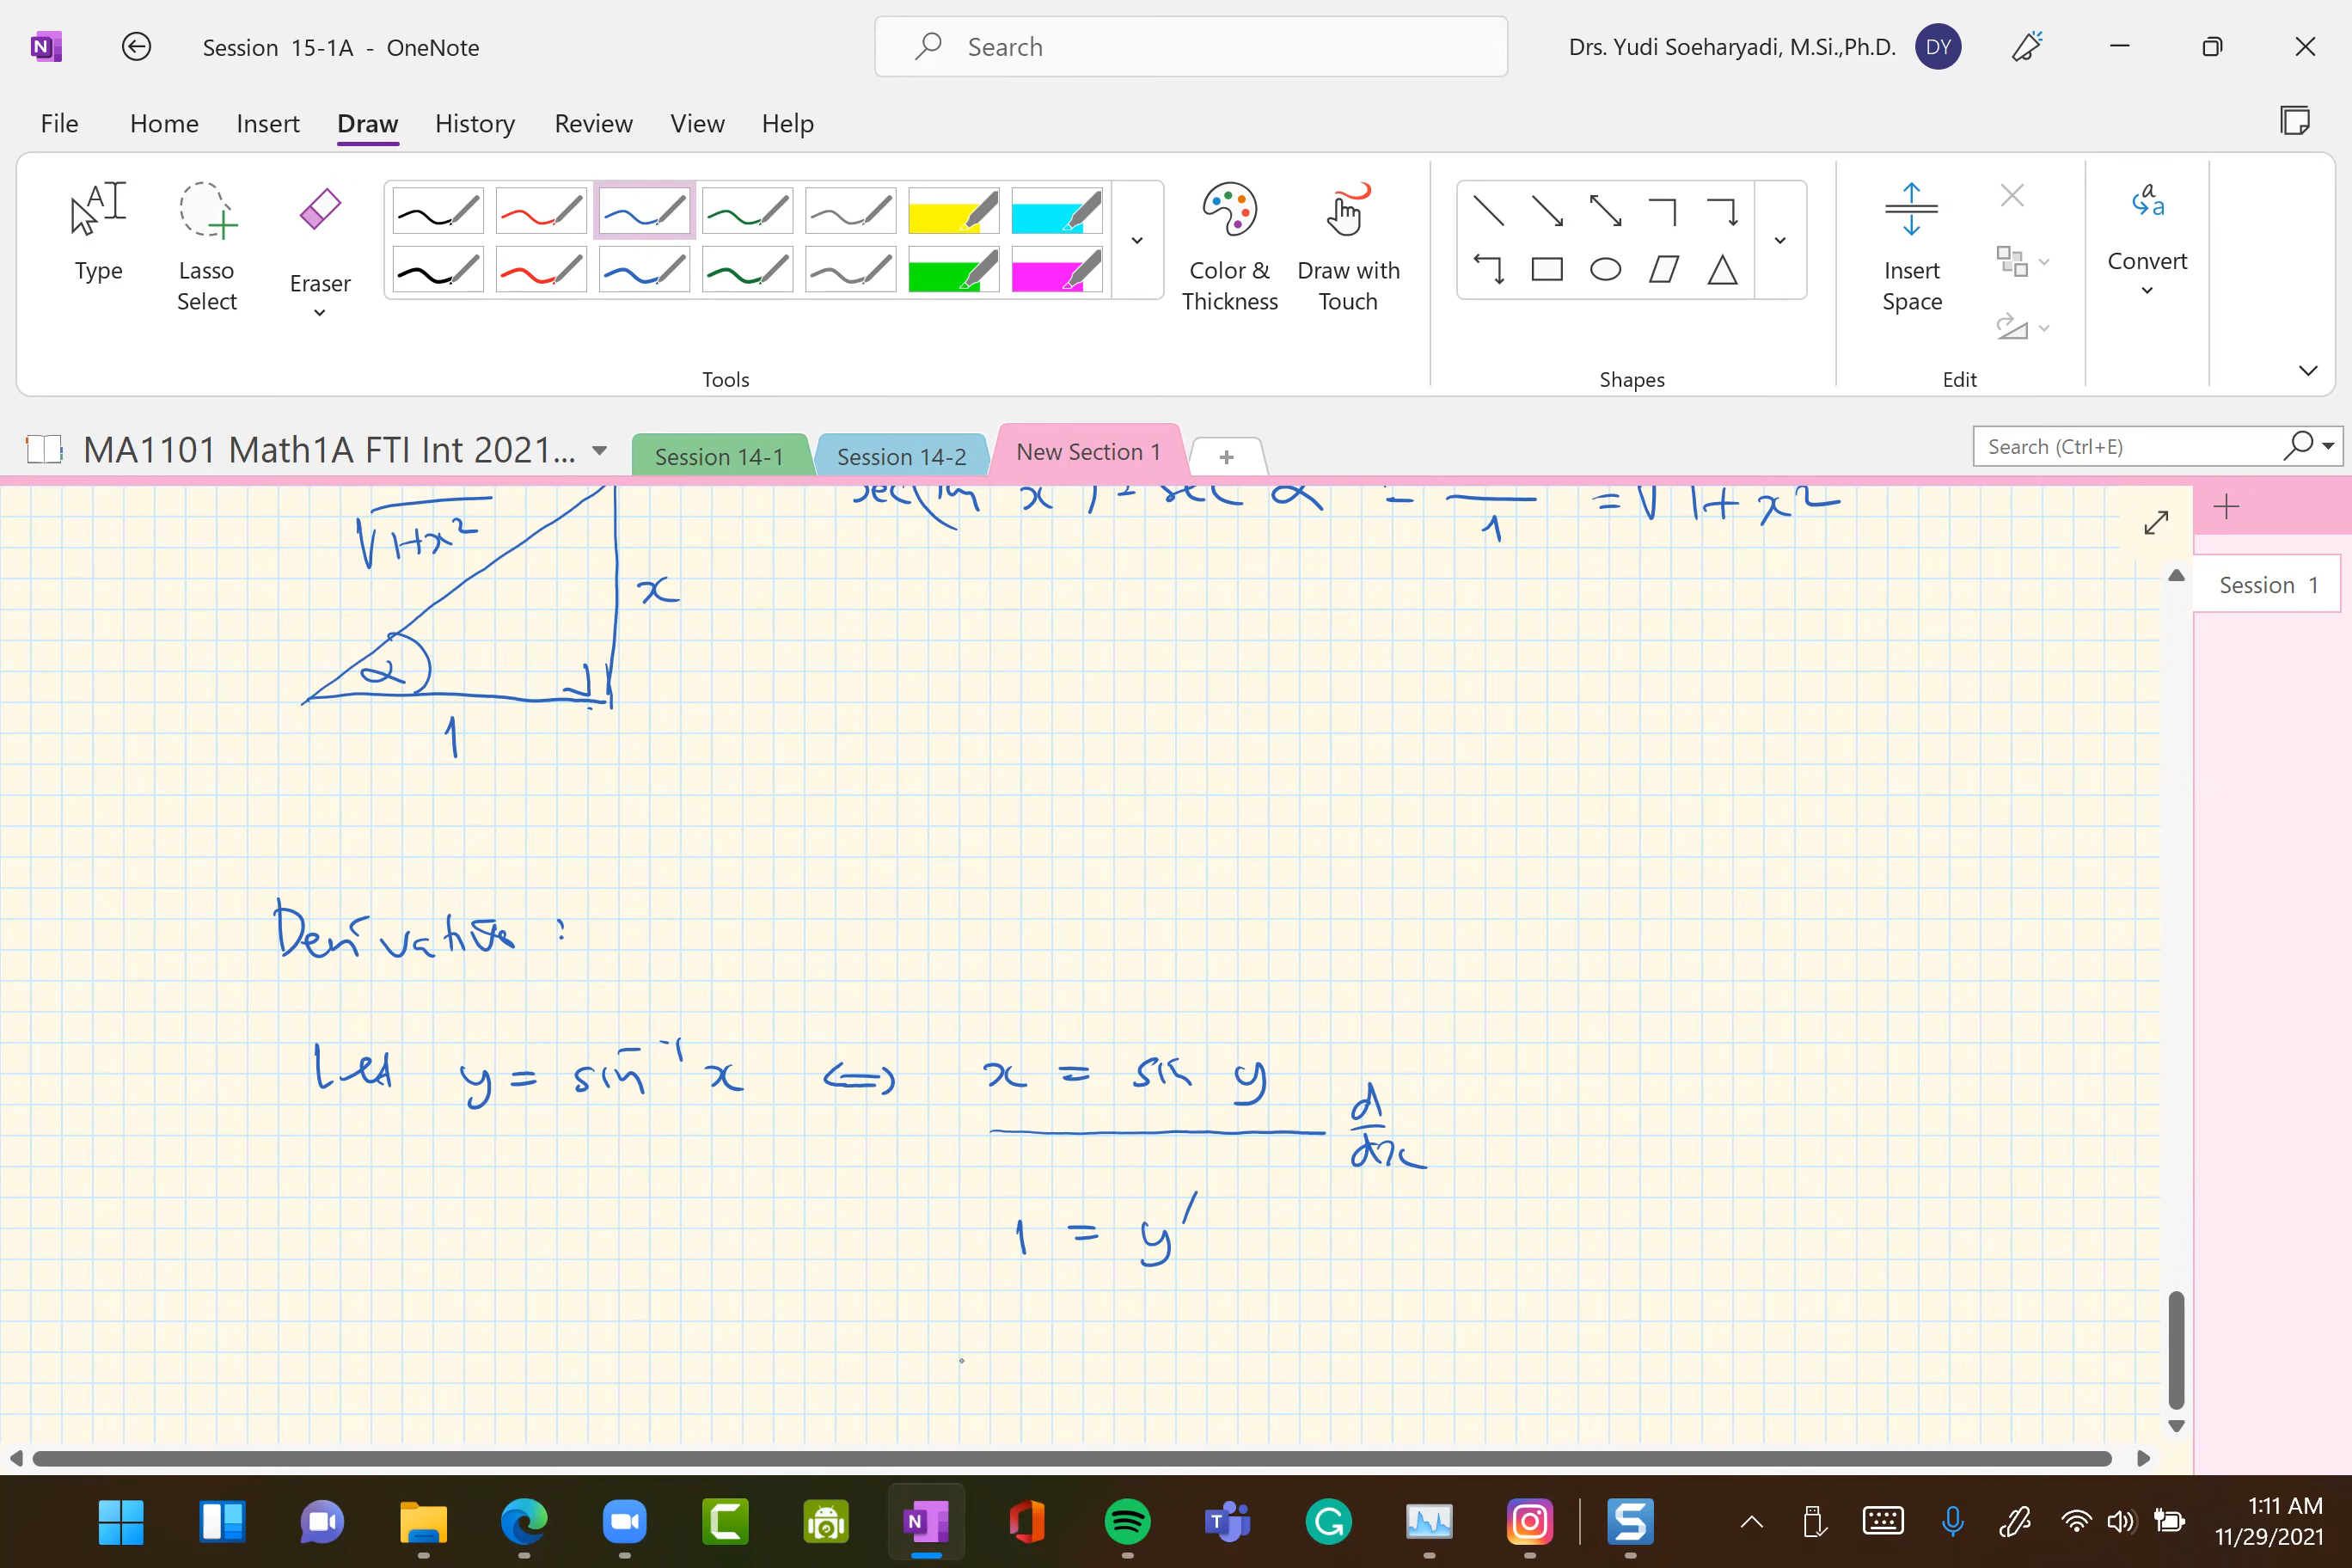 Session 15-1A - OneNote
Search
Drs. Yudi Soeharyadi, M.Si.,Ph.D.
DY
File Home Insert Draw History Review View Help
Type
Lasso Select
Eraser
Color & Thickness
Draw with Touch
Insert Space
Convert
Tools
Shapes
Edit
MA1101 Math1A FTI Int 2021...
Session 14-1
Session 14-2
New Section 1
Search (Ctrl+E)
Session 1
x ) = sec α = /1 = √1+x²
√1+x²
x
α
1
Derivative :
Let y = sin⁻¹ x ⟺ x = sin y
d/dx
1 = y′
1:11 AM
11/29/2021